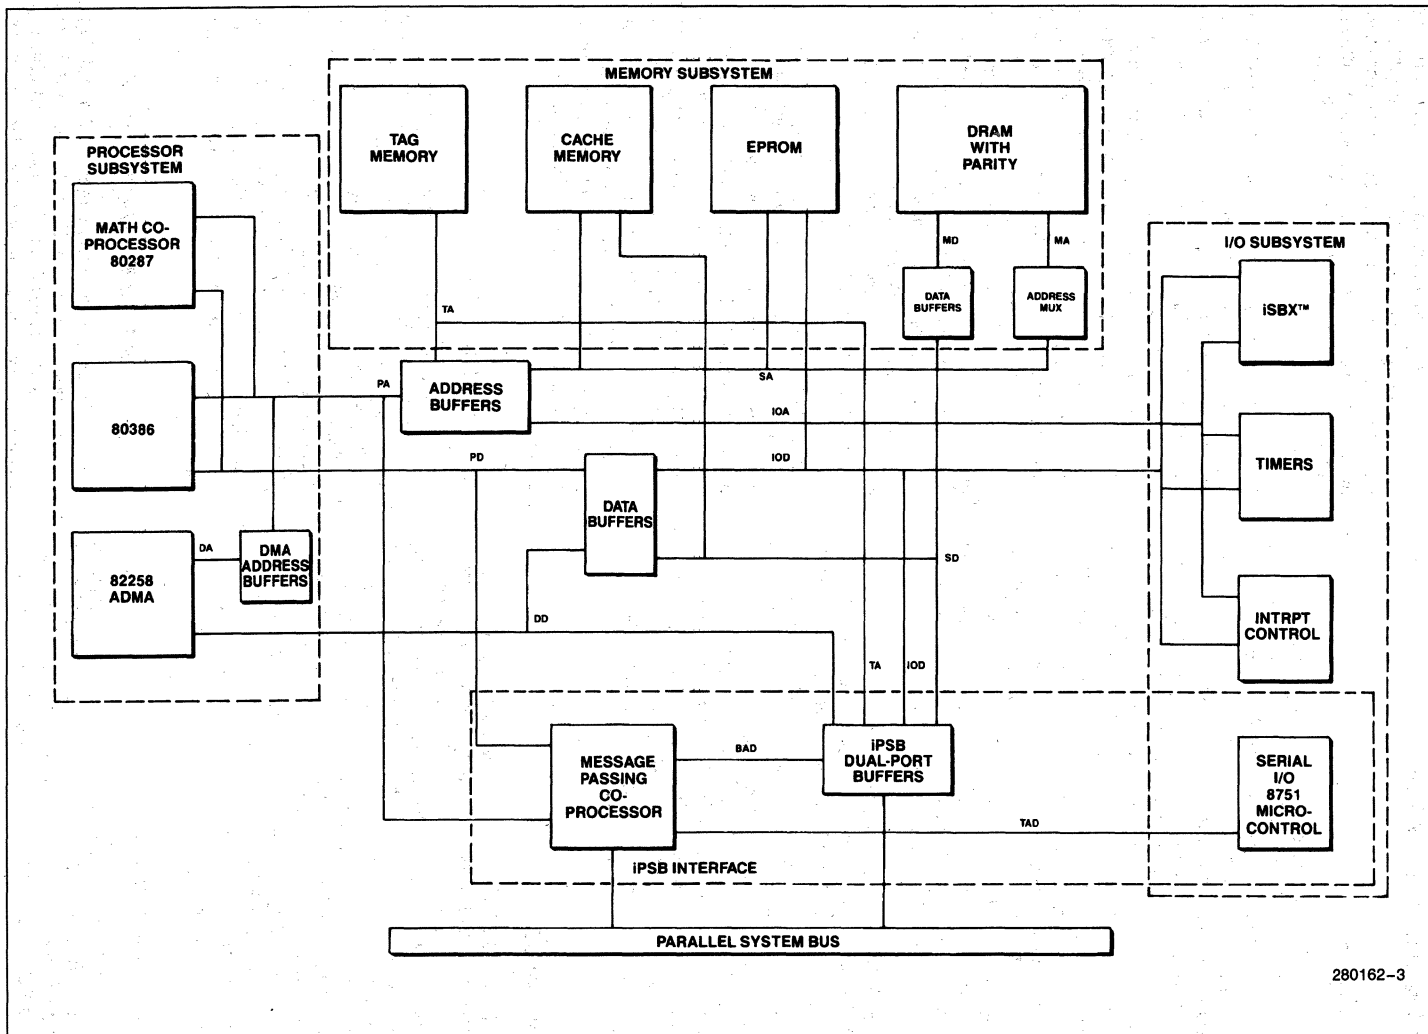 MEMORY SUBSYSTEM
TAG
MEMORY
CACHE
MEMORY
EPROM
DRAM
WITH
PARITY
PROCESSOR
SUBSYSTEM
MATH CO-
PROCESSOR
80287
MD
MA
DATA
BUFFERS
ADDRESS
MUX
I/O SUBSYSTEM
iSBX™
TA
PA
ADDRESS
BUFFERS
SA
IOA
80386
PD
IOD
DATA
BUFFERS
TIMERS
DA
DMA
ADDRESS
BUFFERS
82258
ADMA
SD
DD
INTRPT
CONTROL
TA
IOD
MESSAGE
PASSING
CO-
PROCESSOR
BAD
iPSB
DUAL-PORT
BUFFERS
TAD
SERIAL
I/O
8751
MICRO-
CONTROL
iPSB INTERFACE
PARALLEL SYSTEM BUS
280162–3